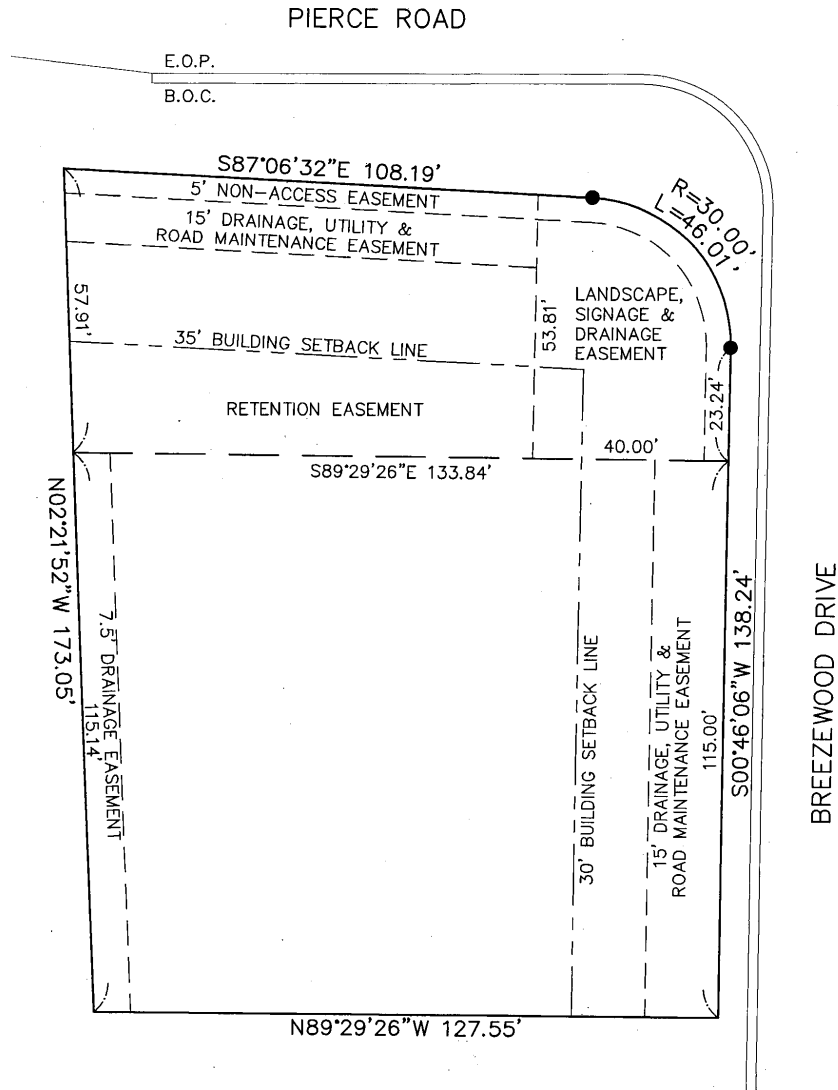 PIERCE ROAD
E.O.P.
B.O.C.
S87°06'32"E 108.19'
5' NON-ACCESS EASEMENT
15' DRAINAGE, UTILITY &
ROAD MAINTENANCE EASEMENT
R=30.00'
L=46.01'
57.91'
53.81'
LANDSCAPE,
SIGNAGE &
DRAINAGE
EASEMENT
35' BUILDING SETBACK LINE
23.24'
RETENTION EASEMENT
40.00'
S89°29'26"E 133.84'
N02°21'52"W 173.05'
7.5' DRAINAGE EASEMENT
115.14'
30' BUILDING SETBACK LINE
15' DRAINAGE, UTILITY &
ROAD MAINTENANCE EASEMENT
115.00'
S00°46'06"W 138.24'
BREEZEWOOD DRIVE
N89°29'26"W 127.55'